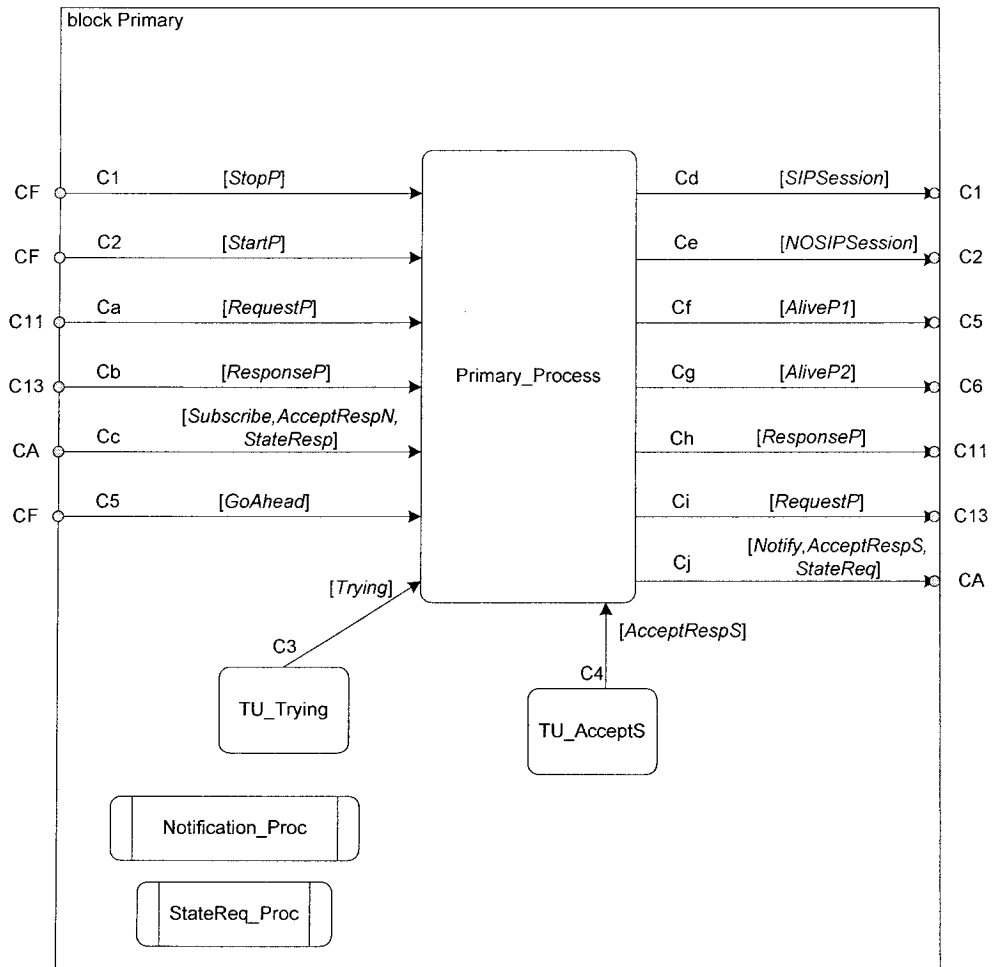 block Primary
CF C1 [StopP]
Cd [SIPSession] C1
CF C2 [StartP]
Ce [NOSIPSession] C2
C11 Ca [RequestP]
Cf [AliveP1] C5
C13 Cb [ResponseP]
Primary_Process
Cg [AliveP2] C6
[Subscribe,AcceptRespN,
CA Cc StateResp]
Ch [ResponseP] C11
CF C5 [GoAhead]
Ci [RequestP] C13
[Notify,AcceptRespS,
Cj StateReq] CA
[Trying]
C3
TU_Trying
[AcceptRespS]
C4
TU_AcceptS
Notification_Proc
StateReq_Proc